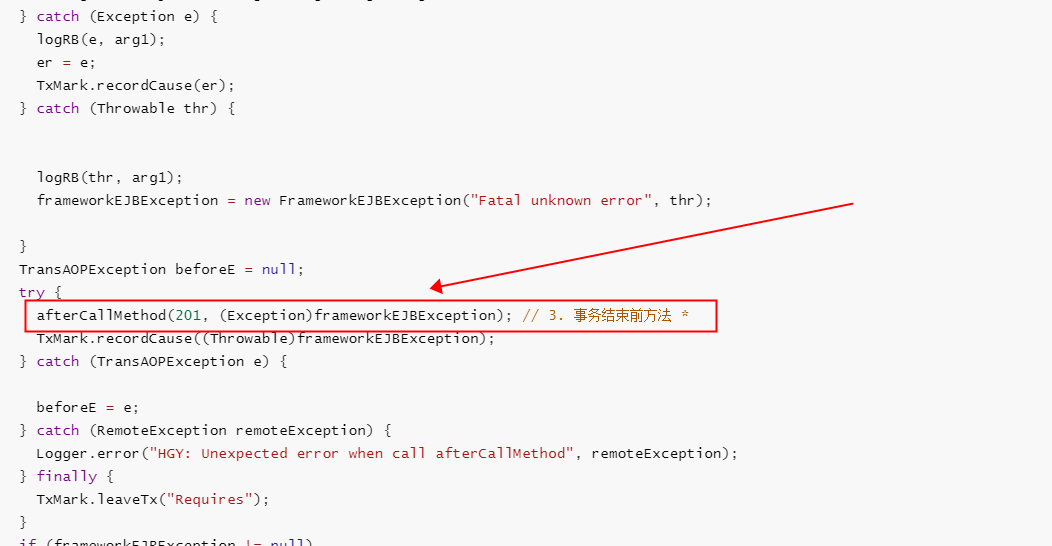 } catch (Exception e) {
logRB(e, arg1);
er = e;
TxMark.recordCause(er);
} catch (Throwable thr) {
logRB(thr, arg1);
frameworkEJBException = new FrameworkEJBException("Fatal unknown error", thr);
}
TransAOPException beforeE = null;
try {
afterCallMethod(201, (Exception)frameworkEJBException); // 3. 事务结束前方法 *
TxMark.recordCause((Throwable)frameworkEJBException);
} catch (TransAOPException e) {
beforeE = e;
} catch (RemoteException remoteException) {
Logger.error("HGY: Unexpected error when call afterCallMethod", remoteException);
} finally {
TxMark.leaveTx("Requires");
}
if (frameworkEJBException != null)